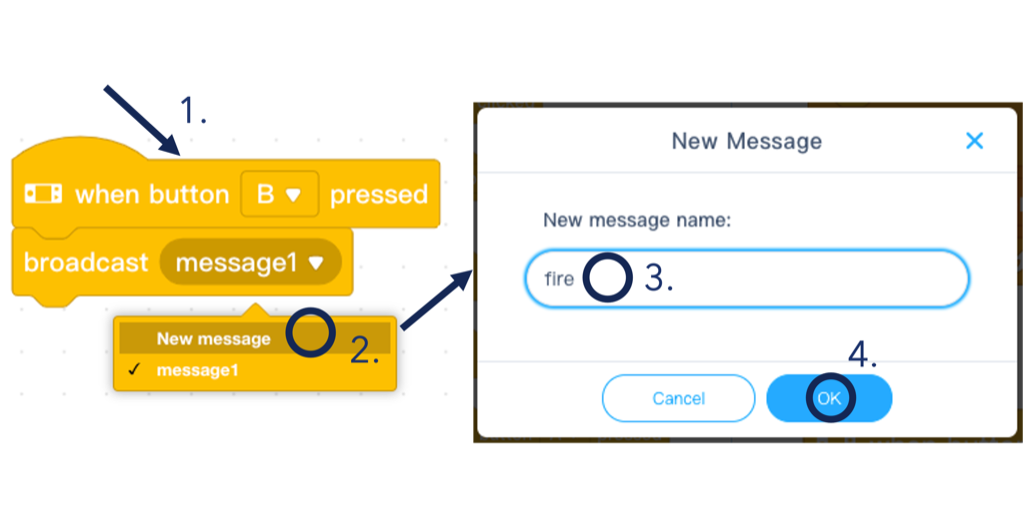 1.
when button B pressed
broadcast message1
New message
2.
✓ message1
New Message
New message name:
fire
3.
4.
Cancel
OK